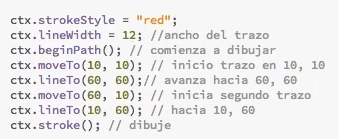 ctx.strokeStyle = "red";
ctx.lineWidth = 12; //ancho del trazo
ctx.beginPath(); // comienza a dibujar
ctx.moveTo(10, 10); // inicio trazo en 10, 10
ctx.lineTo(60, 60);// avanza hacia 60, 60
ctx.moveTo(60, 10); // inicia segundo trazo
ctx.lineTo(10, 60); // hacia 10, 60
ctx.stroke(); // dibuje